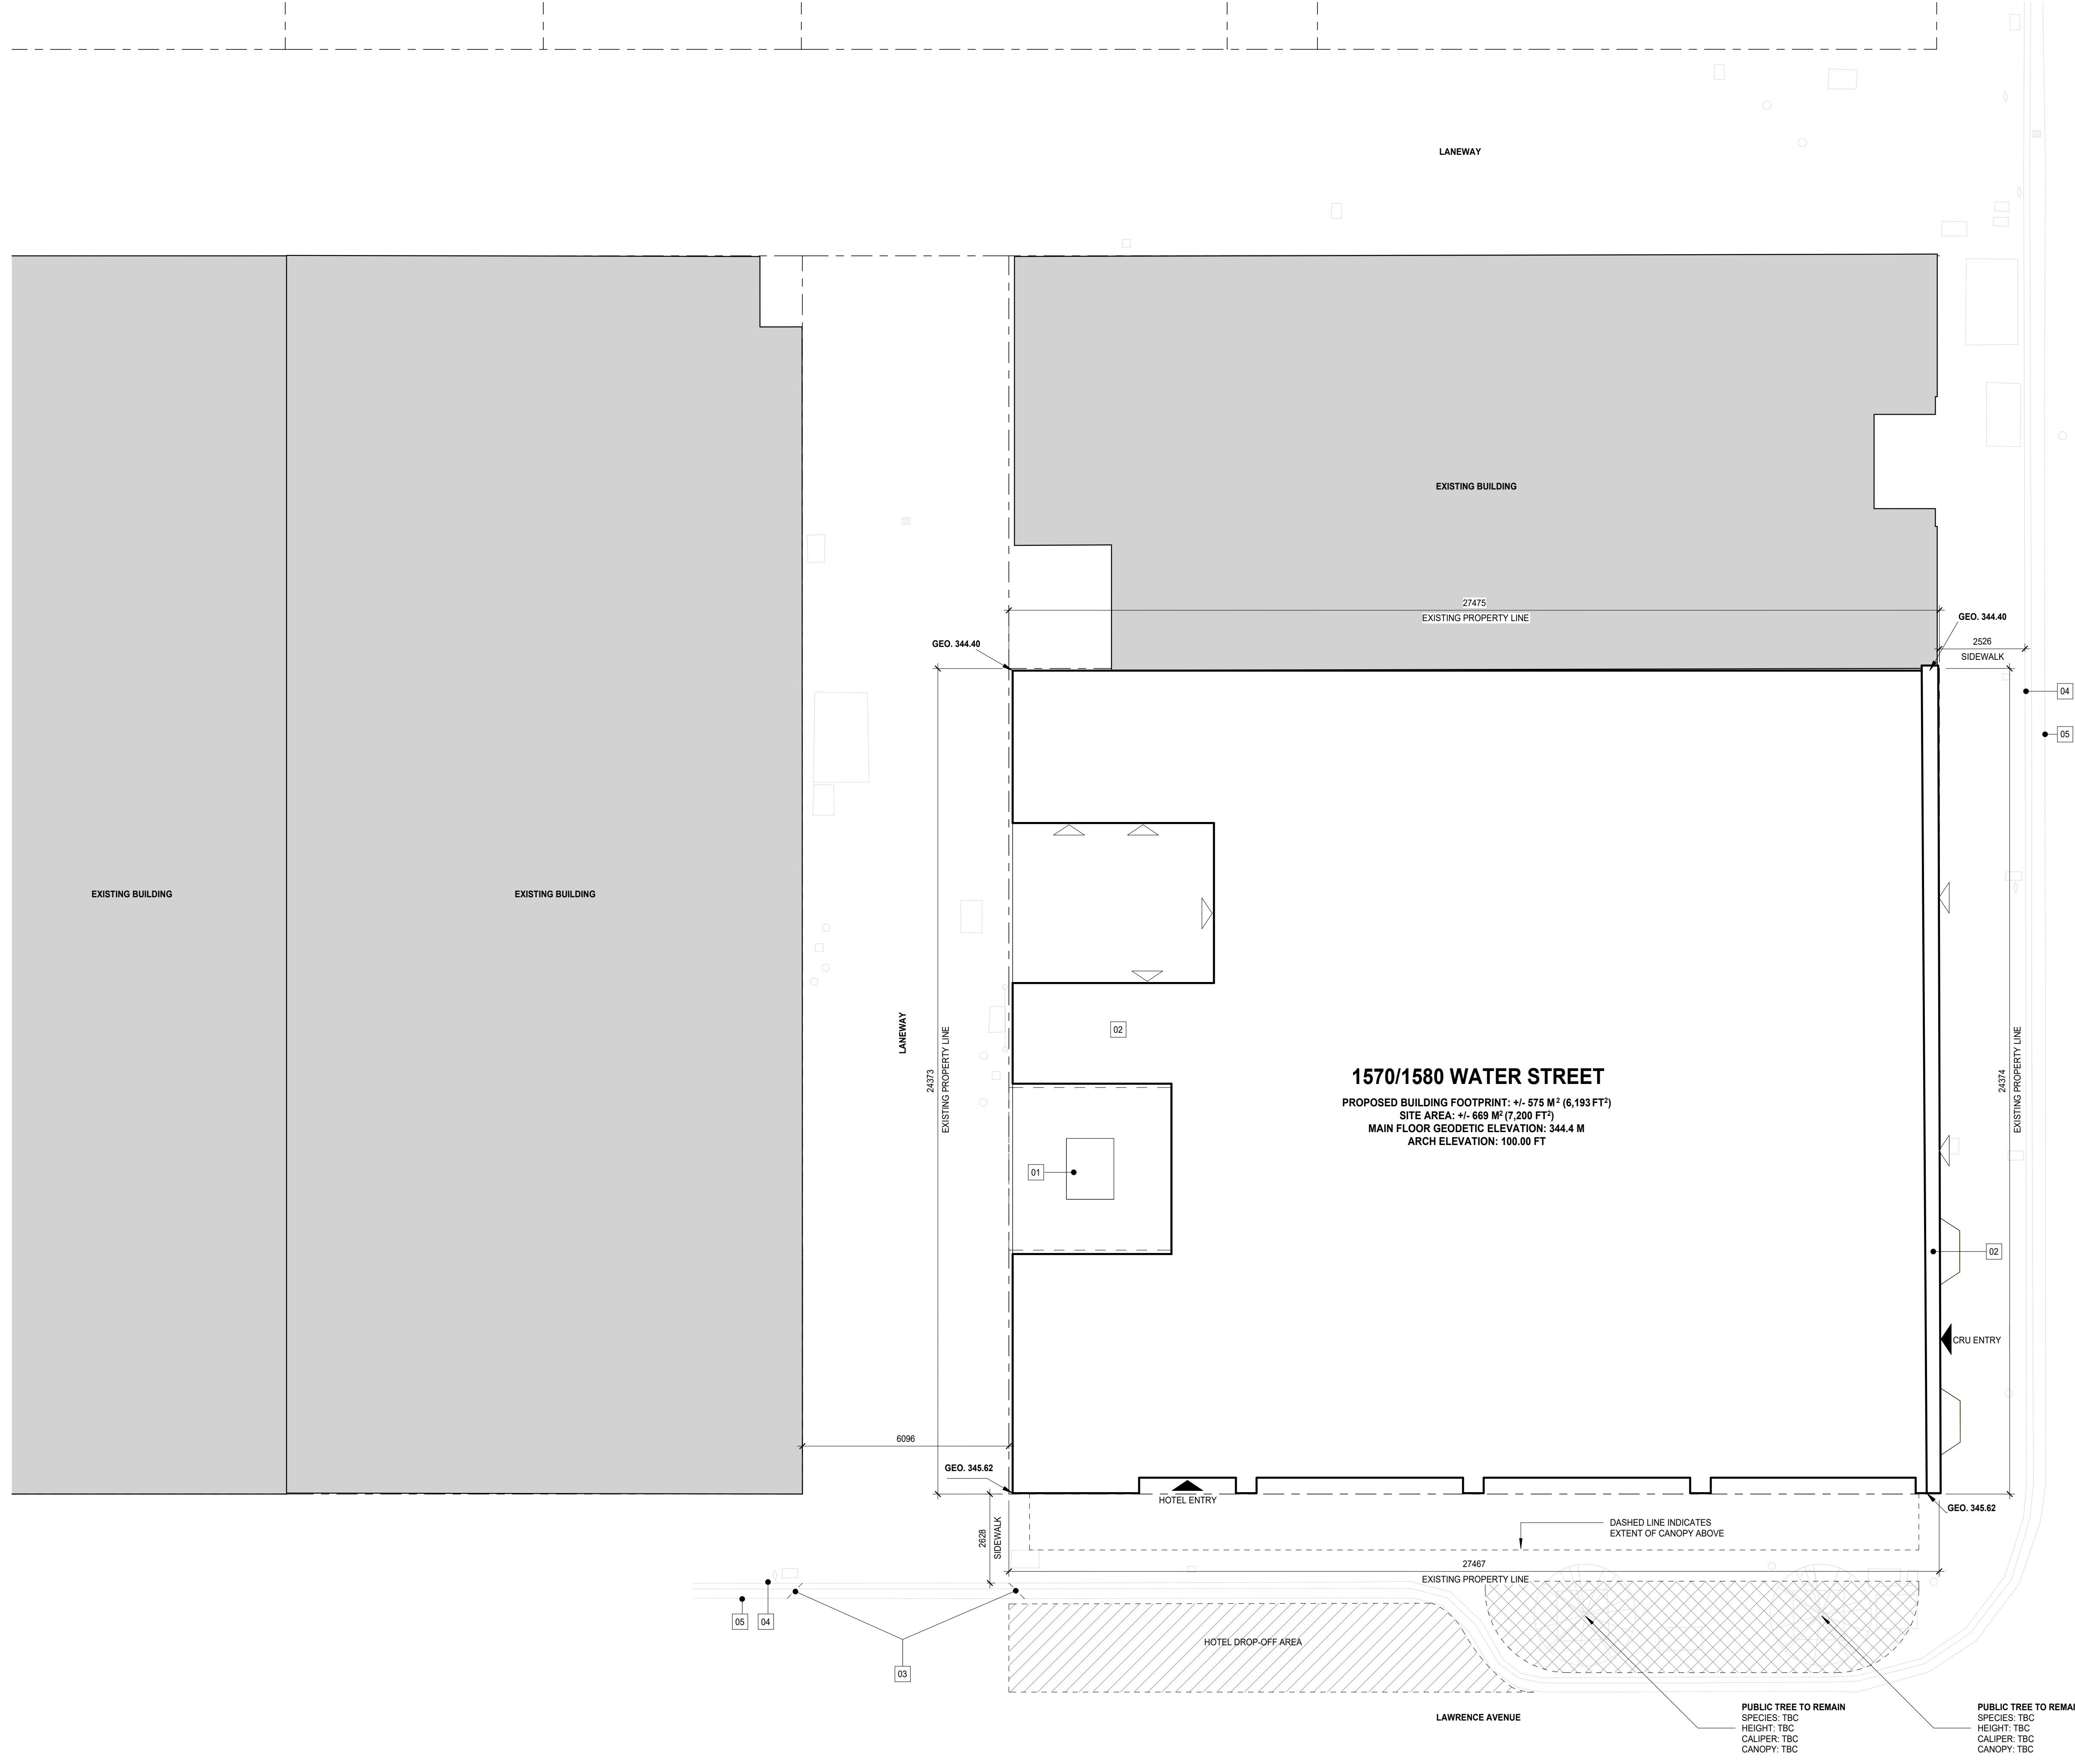 LANEWAY
EXISTING BUILDING
27475
EXISTING PROPERTY LINE
GEO. 344.40
GEO. 344.40
2526
SIDEWALK
04
05
EXISTING BUILDING
EXISTING BUILDING
LANEWAY
24373
EXISTING PROPERTY LINE
02
1570/1580 WATER STREET
PROPOSED BUILDING FOOTPRINT: +/- 575 M² (6,193 FT²)
SITE AREA: +/- 669 M² (7,200 FT²)
MAIN FLOOR GEODETIC ELEVATION: 344.4 M
ARCH ELEVATION: 100.00 FT
24374
EXISTING PROPERTY LINE
01
02
CRU ENTRY
6096
GEO. 345.62
HOTEL ENTRY
GEO. 345.62
2628
SIDEWALK
DASHED LINE INDICATES
EXTENT OF CANOPY ABOVE
27467
EXISTING PROPERTY LINE
05
04
03
HOTEL DROP-OFF AREA
LAWRENCE AVENUE
PUBLIC TREE TO REMAIN
SPECIES: TBC
HEIGHT: TBC
CALIPER: TBC
CANOPY: TBC
PUBLIC TREE TO REMAI
SPECIES: TBC
HEIGHT: TBC
CALIPER: TBC
CANOPY: TBC